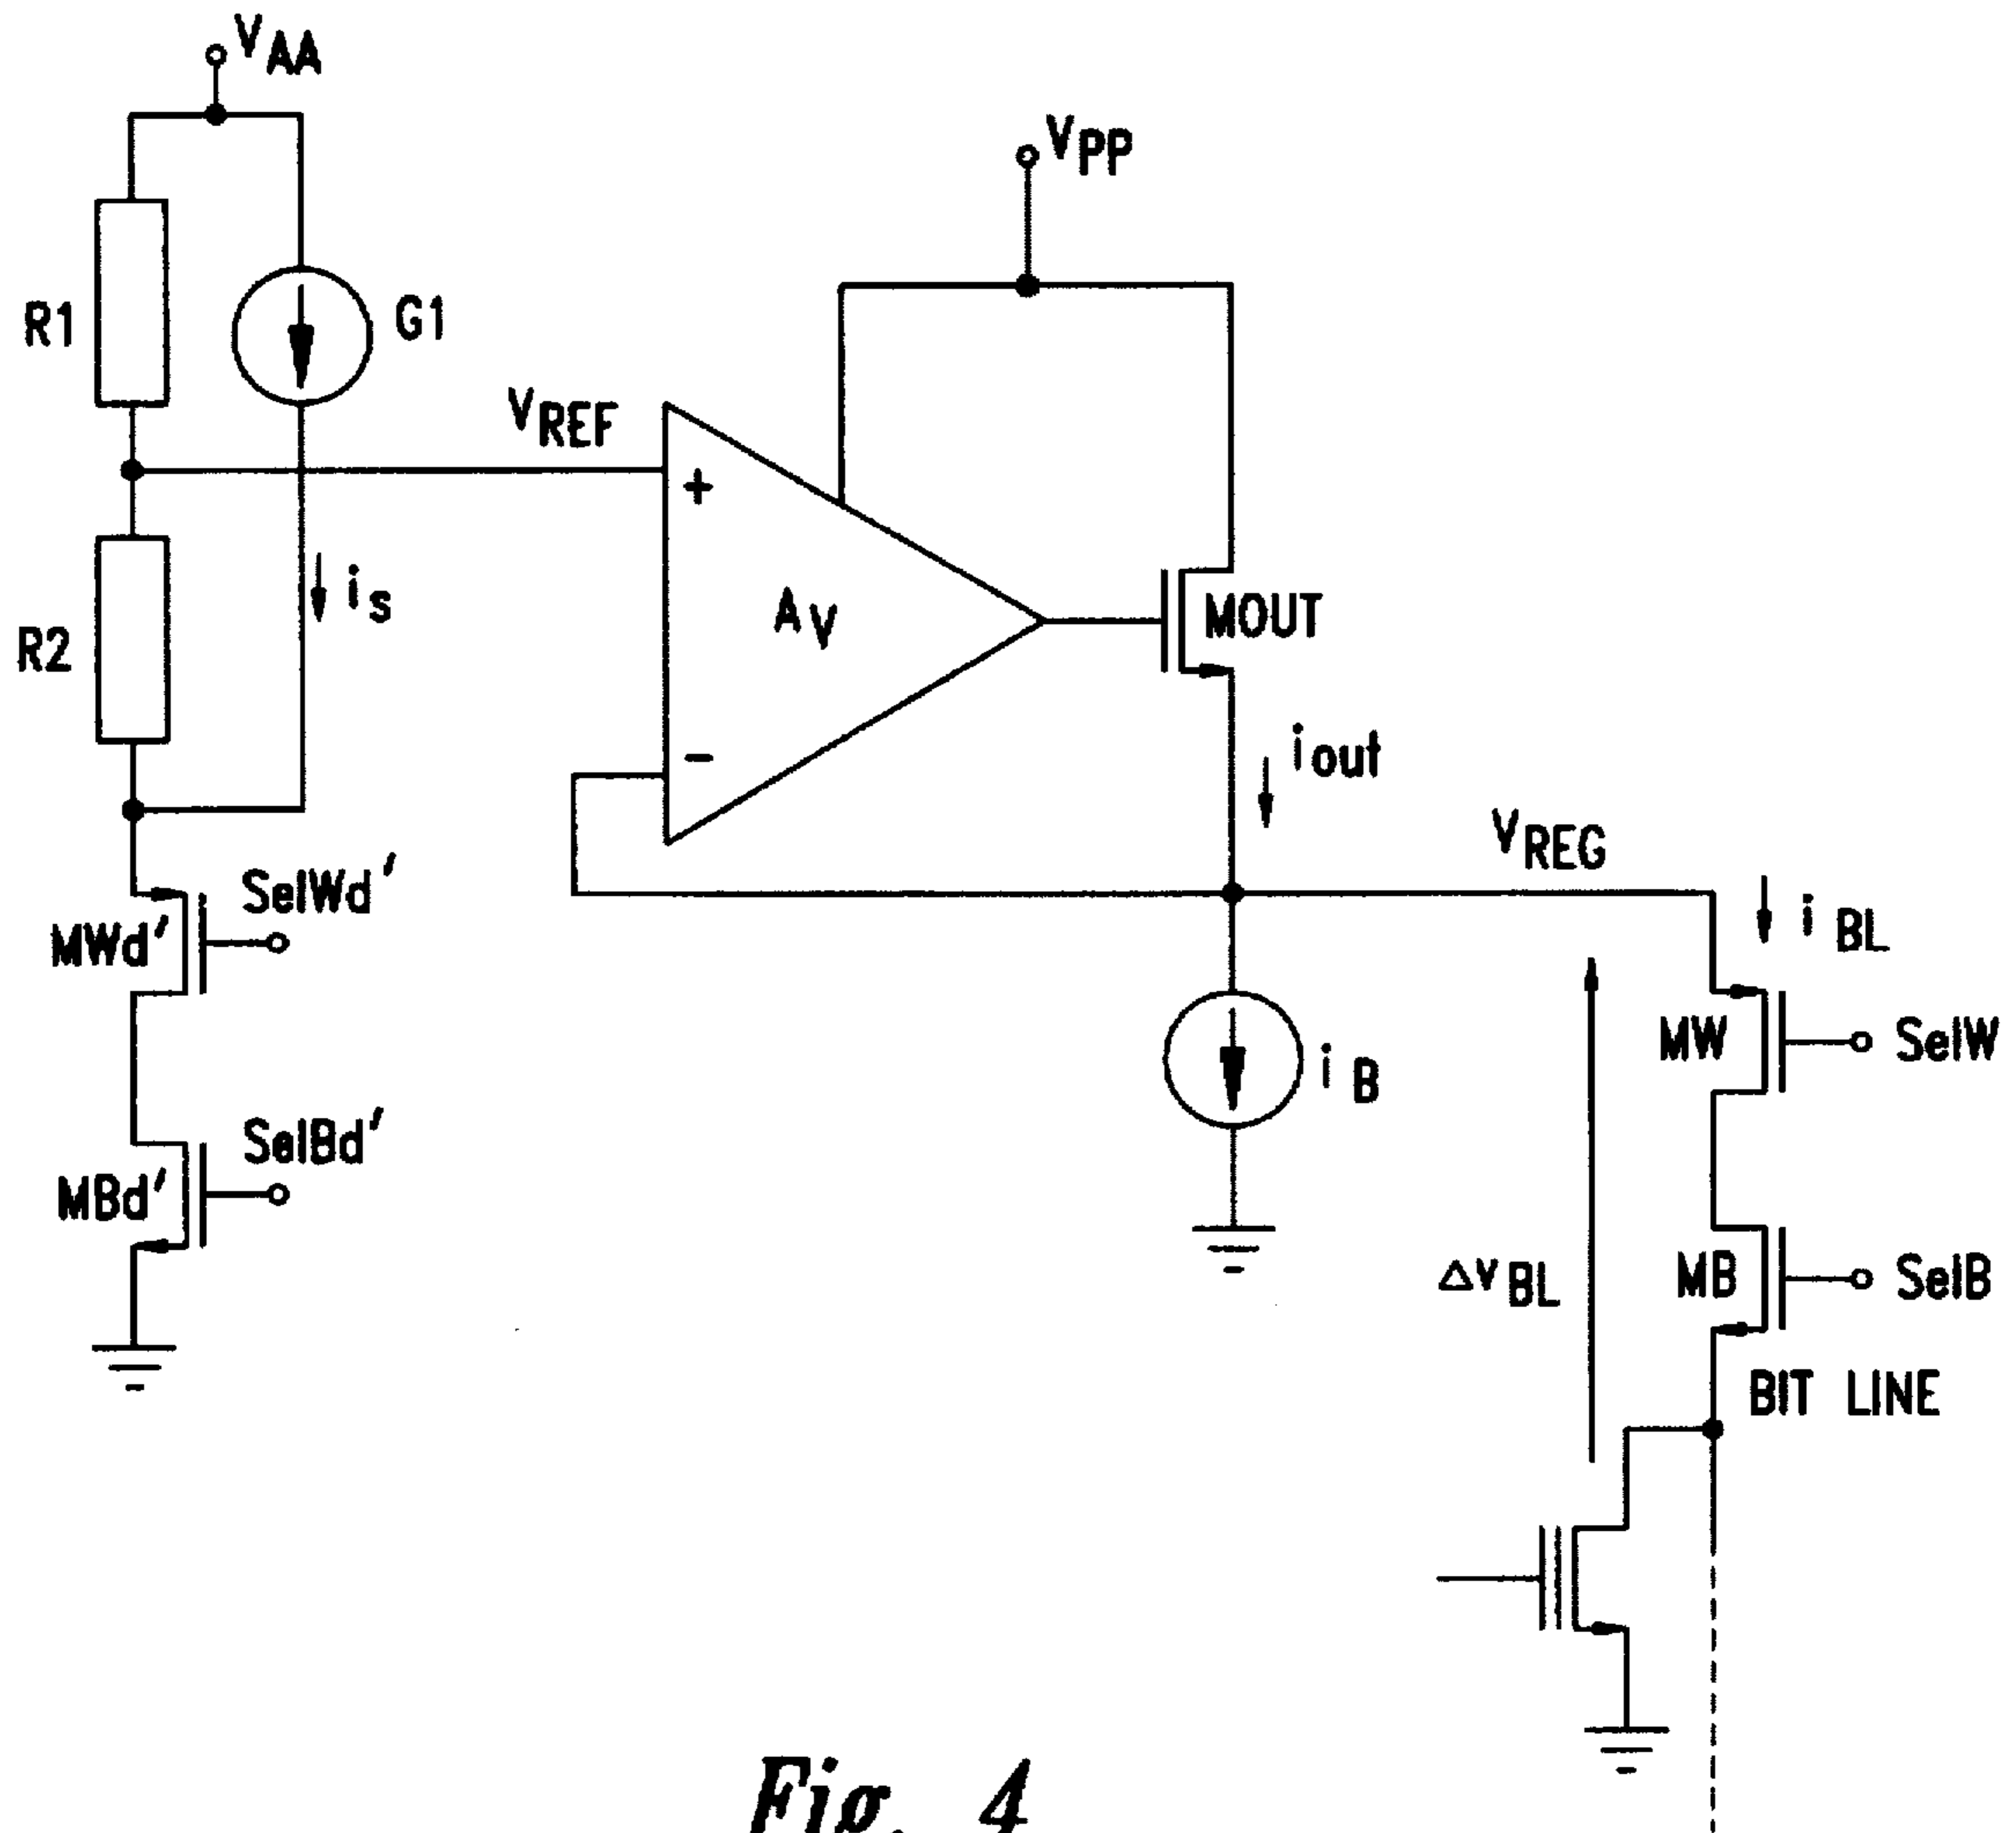 VAA
VPP
R1
G1
VREF
+
AV
MOUT
is
R2
-
iout
VREG
SelWd'
MWd'
iBL
MW
SelW
iB
SelBd'
MBd'
ΔvBL
MB
SelB
BIT LINE
Fig. 4